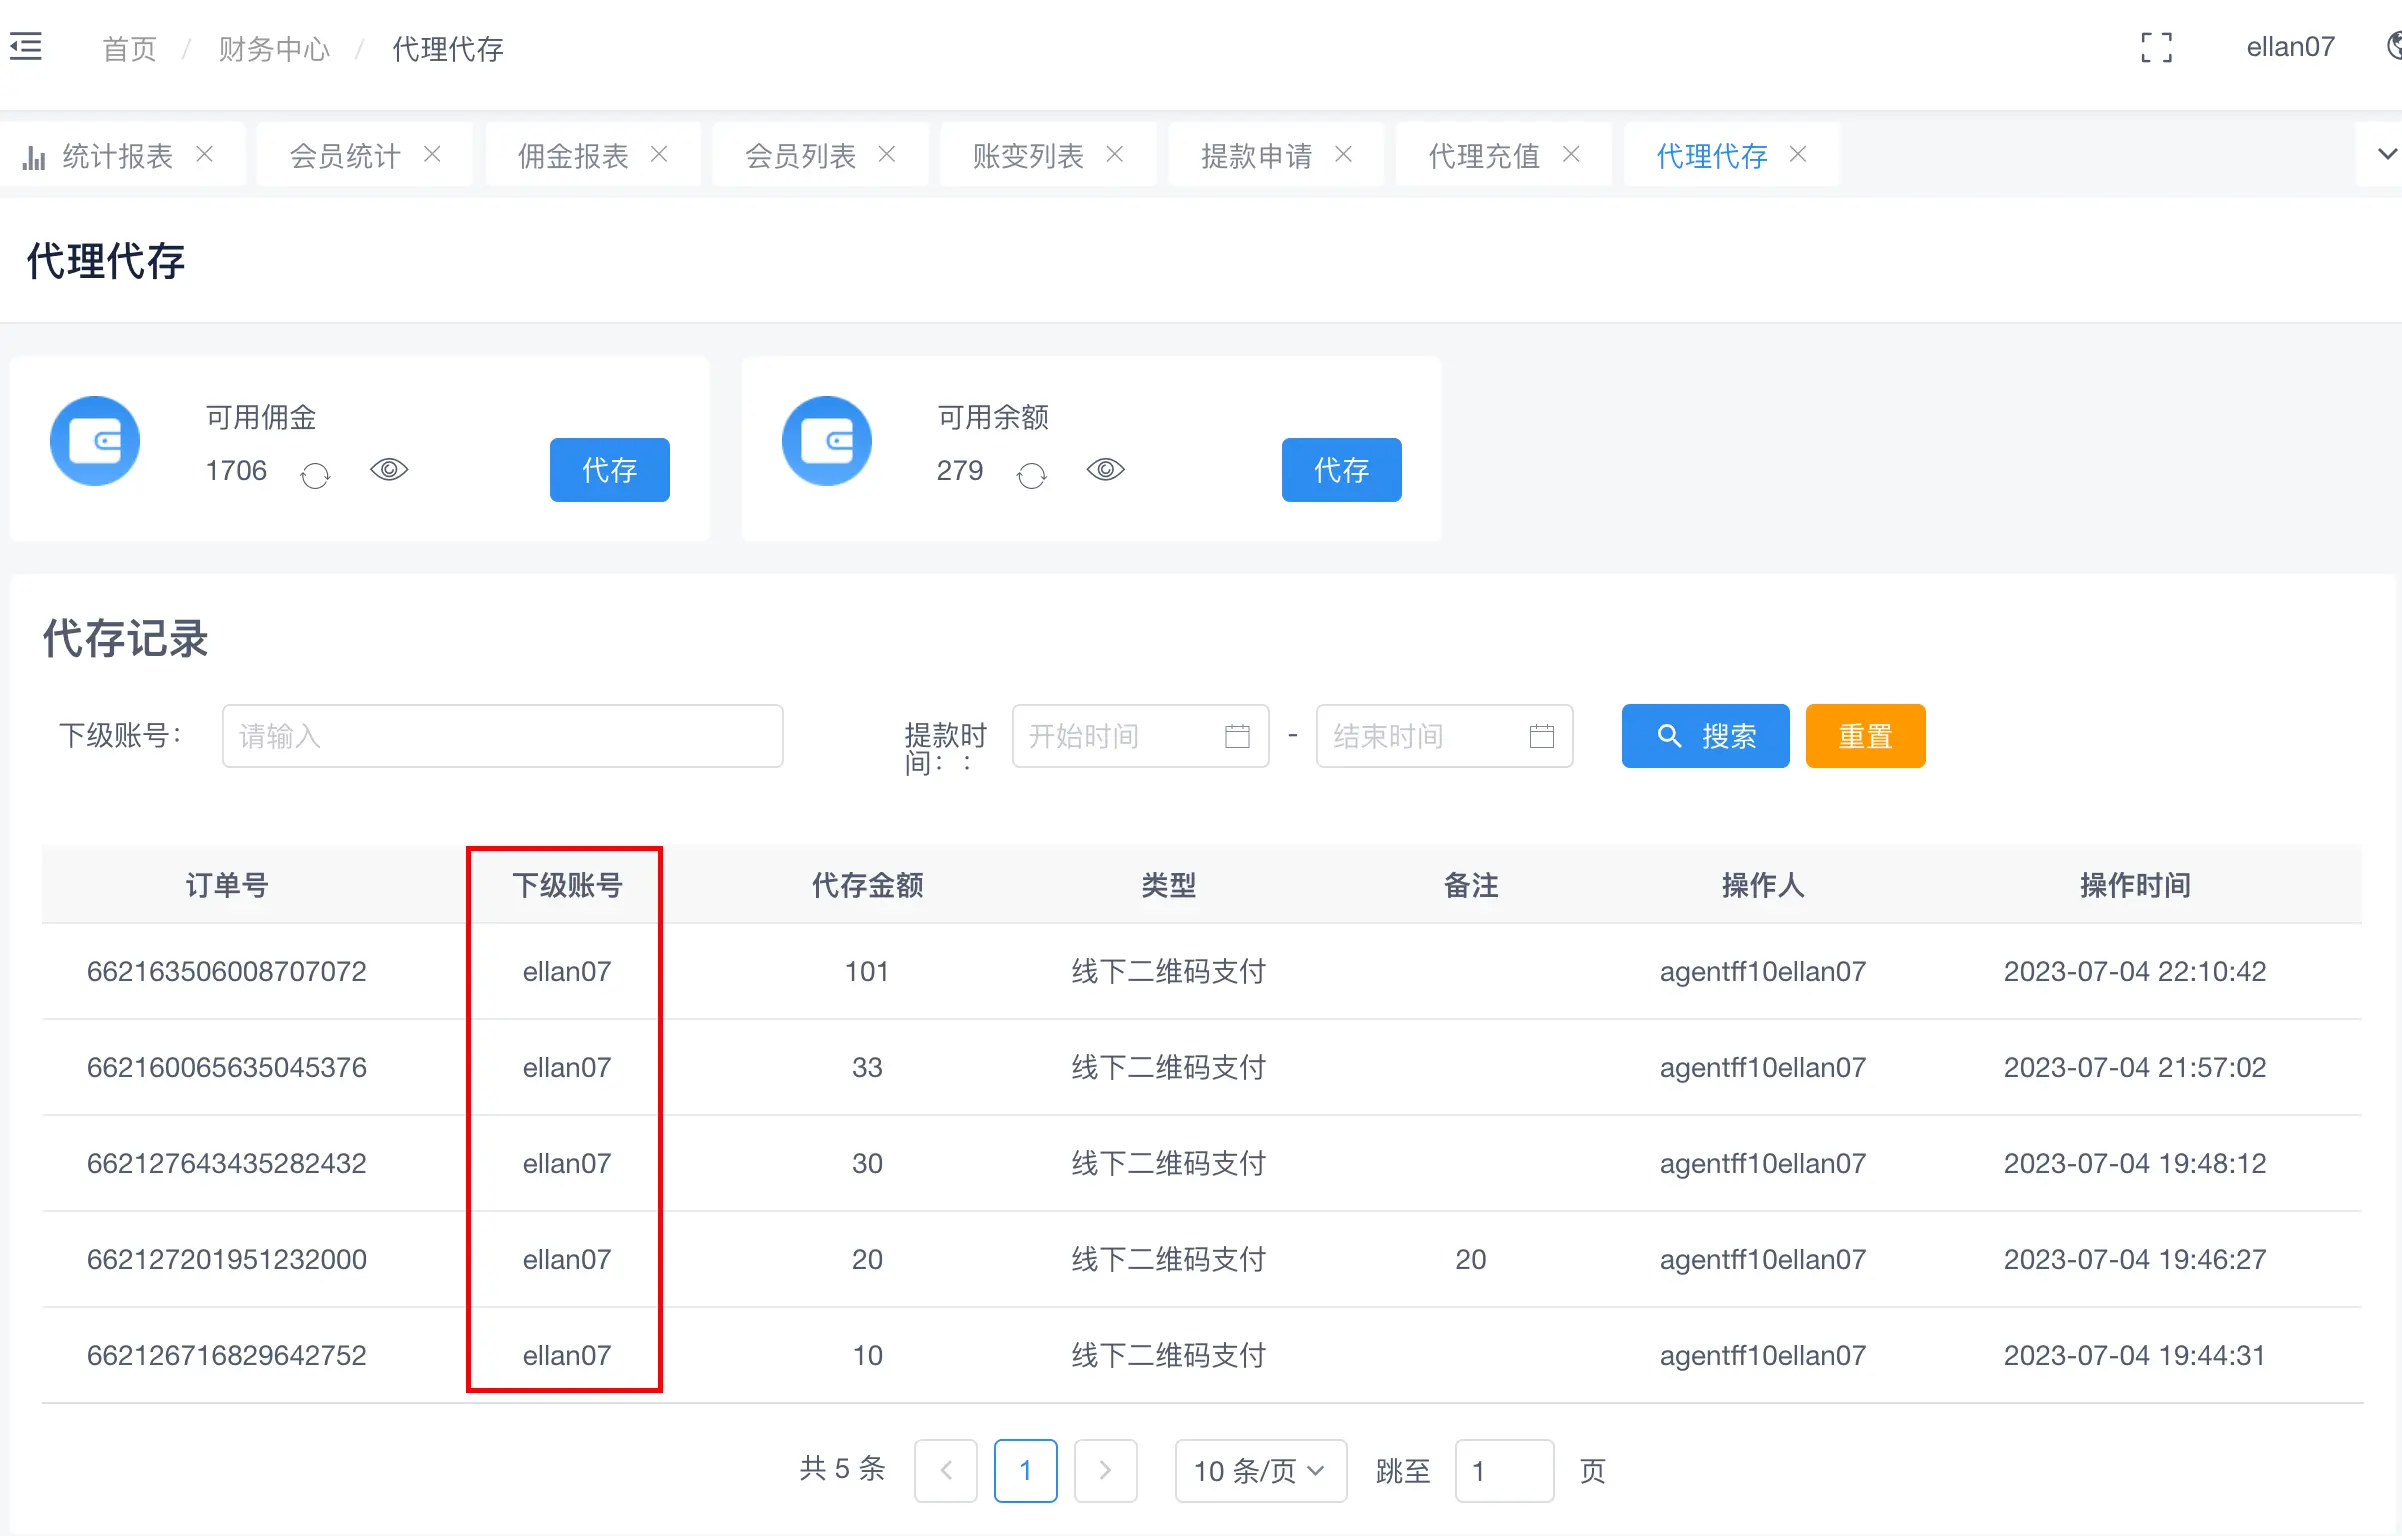 首页 / 财务中心 / 代理代存 ellan07
统计报表 会员统计 佣金报表 会员列表 账变列表 提款申请 代理充值 代理代存
代理代存
可用佣金
1706
代存
可用余额
279
代存
代存记录
下级账号：
请输入
提款时间：：
开始时间 - 结束时间
搜索 重置
订单号 下级账号 代存金额 类型 备注 操作人 操作时间
662163506008707072 ellan07 101 线下二维码支付 agentff10ellan07 2023-07-04 22:10:42
662160065635045376 ellan07 33 线下二维码支付 agentff10ellan07 2023-07-04 21:57:02
662127643435282432 ellan07 30 线下二维码支付 agentff10ellan07 2023-07-04 19:48:12
662127201951232000 ellan07 20 线下二维码支付 20 agentff10ellan07 2023-07-04 19:46:27
662126716829642752 ellan07 10 线下二维码支付 agentff10ellan07 2023-07-04 19:44:31
共 5 条 1 10 条/页 跳至 1 页